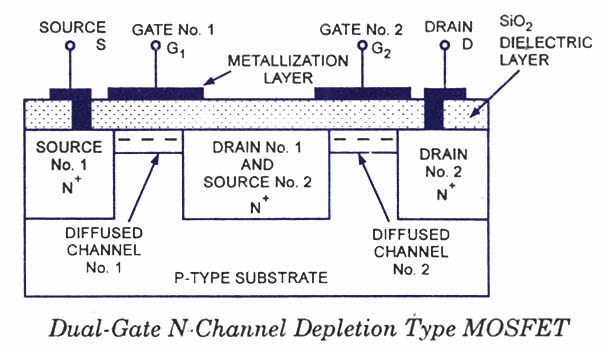 SOURCE
S
GATE No. 1
G₁
GATE No. 2
G₂
DRAIN
D
SiO₂
DIELECTRIC
LAYER
METALLIZATION
LAYER
SOURCE
No. 1
N⁺
DRAIN No. 1
AND
SOURCE No. 2
N⁺
DRAIN
No. 2
N⁺
DIFFUSED
CHANNEL
No. 1
DIFFUSED
CHANNEL
No. 2
P-TYPE SUBSTRATE
Dual-Gate N-Channel Depletion Type MOSFET